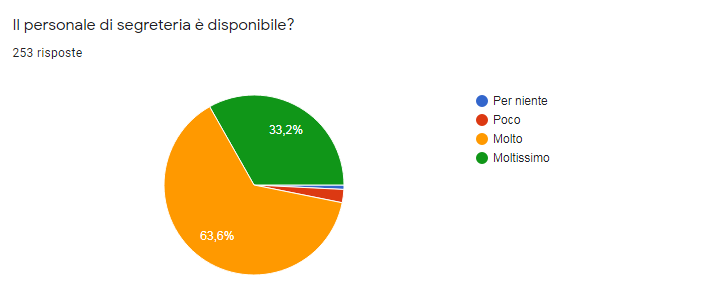 Il personale di segreteria è disponibile?
253 risposte
33,2%
63,6%
Per niente
Poco
Molto
Moltissimo